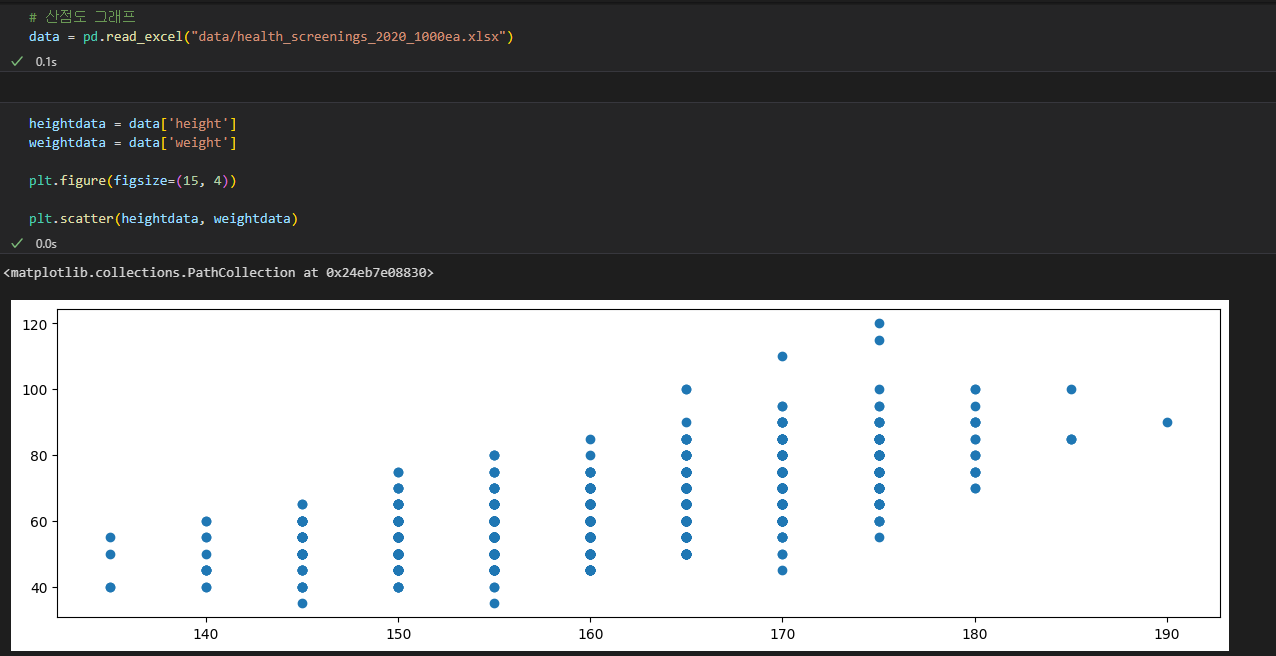 # 산점도 그래프
data = pd.read_excel("data/health_screenings_2020_1000ea.xlsx")
0.1s
heightdata = data['height']
weightdata = data['weight']
plt.figure(figsize=(15, 4))
plt.scatter(heightdata, weightdata)
0.0s
<matplotlib.collections.PathCollection at 0x24eb7e08830>
120
100
80
60
40
140 150 160 170 180 190